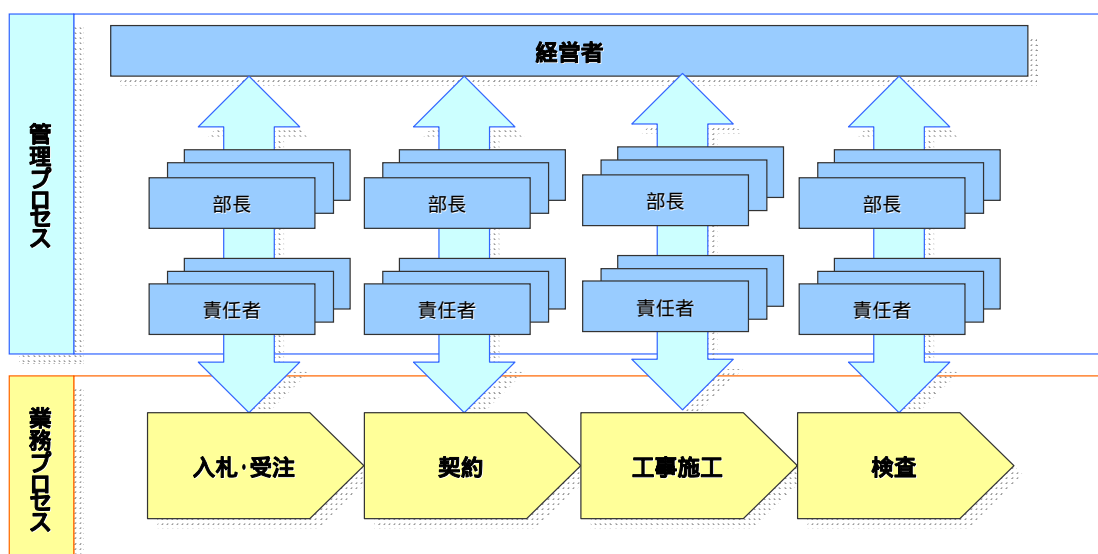 経営者
管理プロセス
部長
部長
部長
部長
責任者
責任者
責任者
責任者
業務プロセス
入札・受注
契約
工事施工
検査